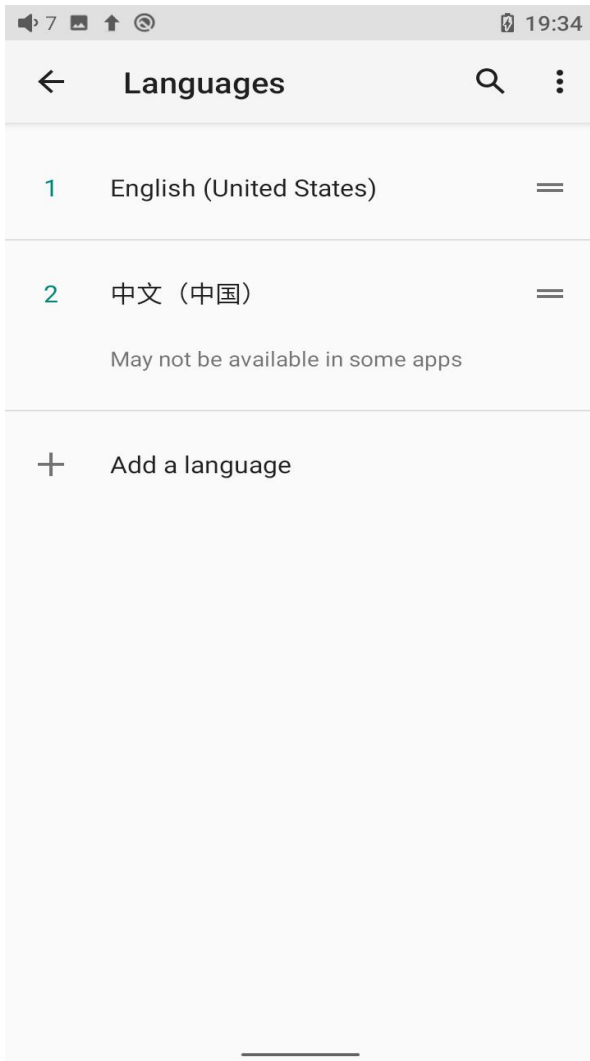 7
19:34
Languages
1 English (United States)
2 中文（中国）
May not be available in some apps
Add a language